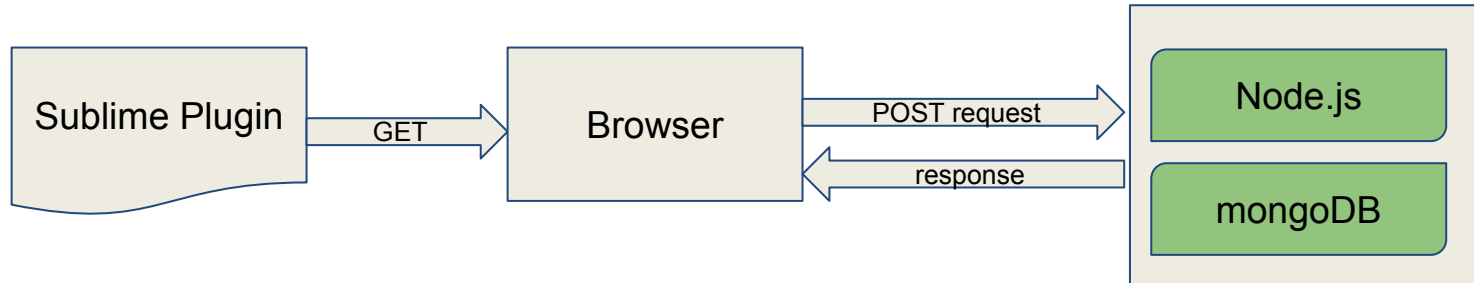 Sublime Plugin
GET
Browser
POST request
response
Node.js
mongoDB